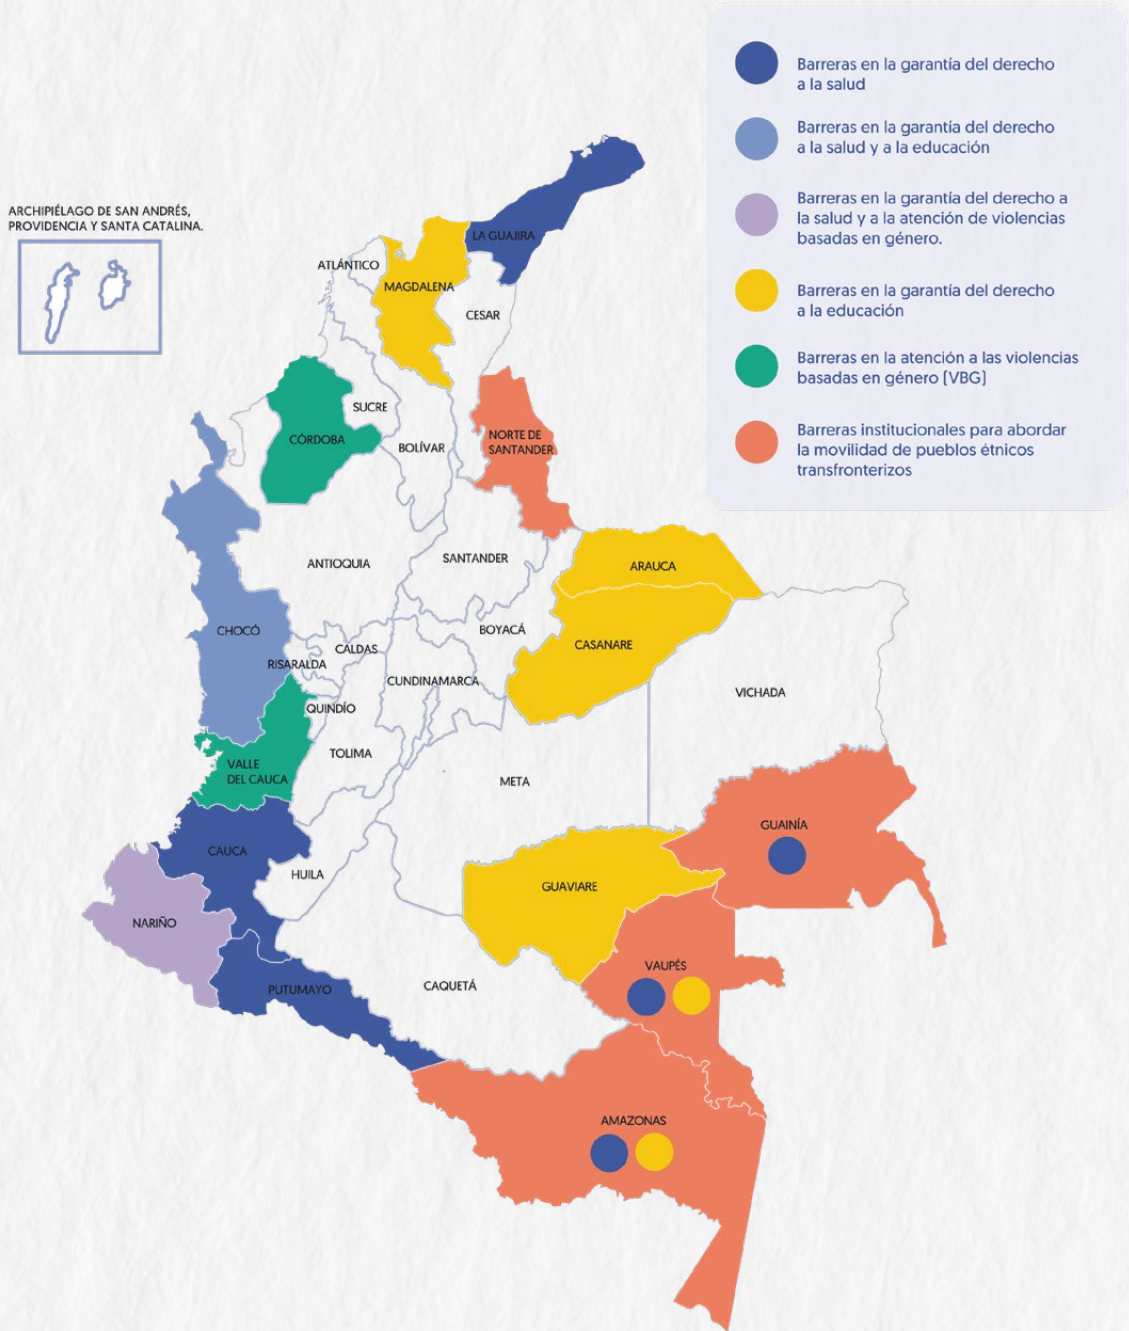 Barreras en la garantía del derecho
a la salud
Barreras en la garantía del derecho
a la salud y a la educación
Barreras en la garantía del derecho a
la salud y a la atención de violencias
basadas en género.
Barreras en la garantía del derecho
a la educación
Barreras en la atención a las violencias
basadas en género [VBG]
Barreras institucionales para abordar
la movilidad de pueblos étnicos
transfronterizos
ARCHIPIÉLAGO DE SAN ANDRÉS,
PROVIDENCIA Y SANTA CATALINA.
LA GUAJIRA
ATLÁNTICO
MAGDALENA
CESAR
SUCRE
CÓRDOBA
BOLÍVAR
NORTE DE
SANTANDER
ANTIOQUIA
SANTANDER
ARAUCA
CHOCÓ
BOYACÁ
CASANARE
CALDAS
RISARALDA
CUNDINAMARCA
VICHADA
QUINDÍO
TOLIMA
VALLE
DEL CAUCA
META
GUAINÍA
CAUCA
HUILA
GUAVIARE
NARIÑO
VAUPÉS
CAQUETÁ
PUTUMAYO
AMAZONAS